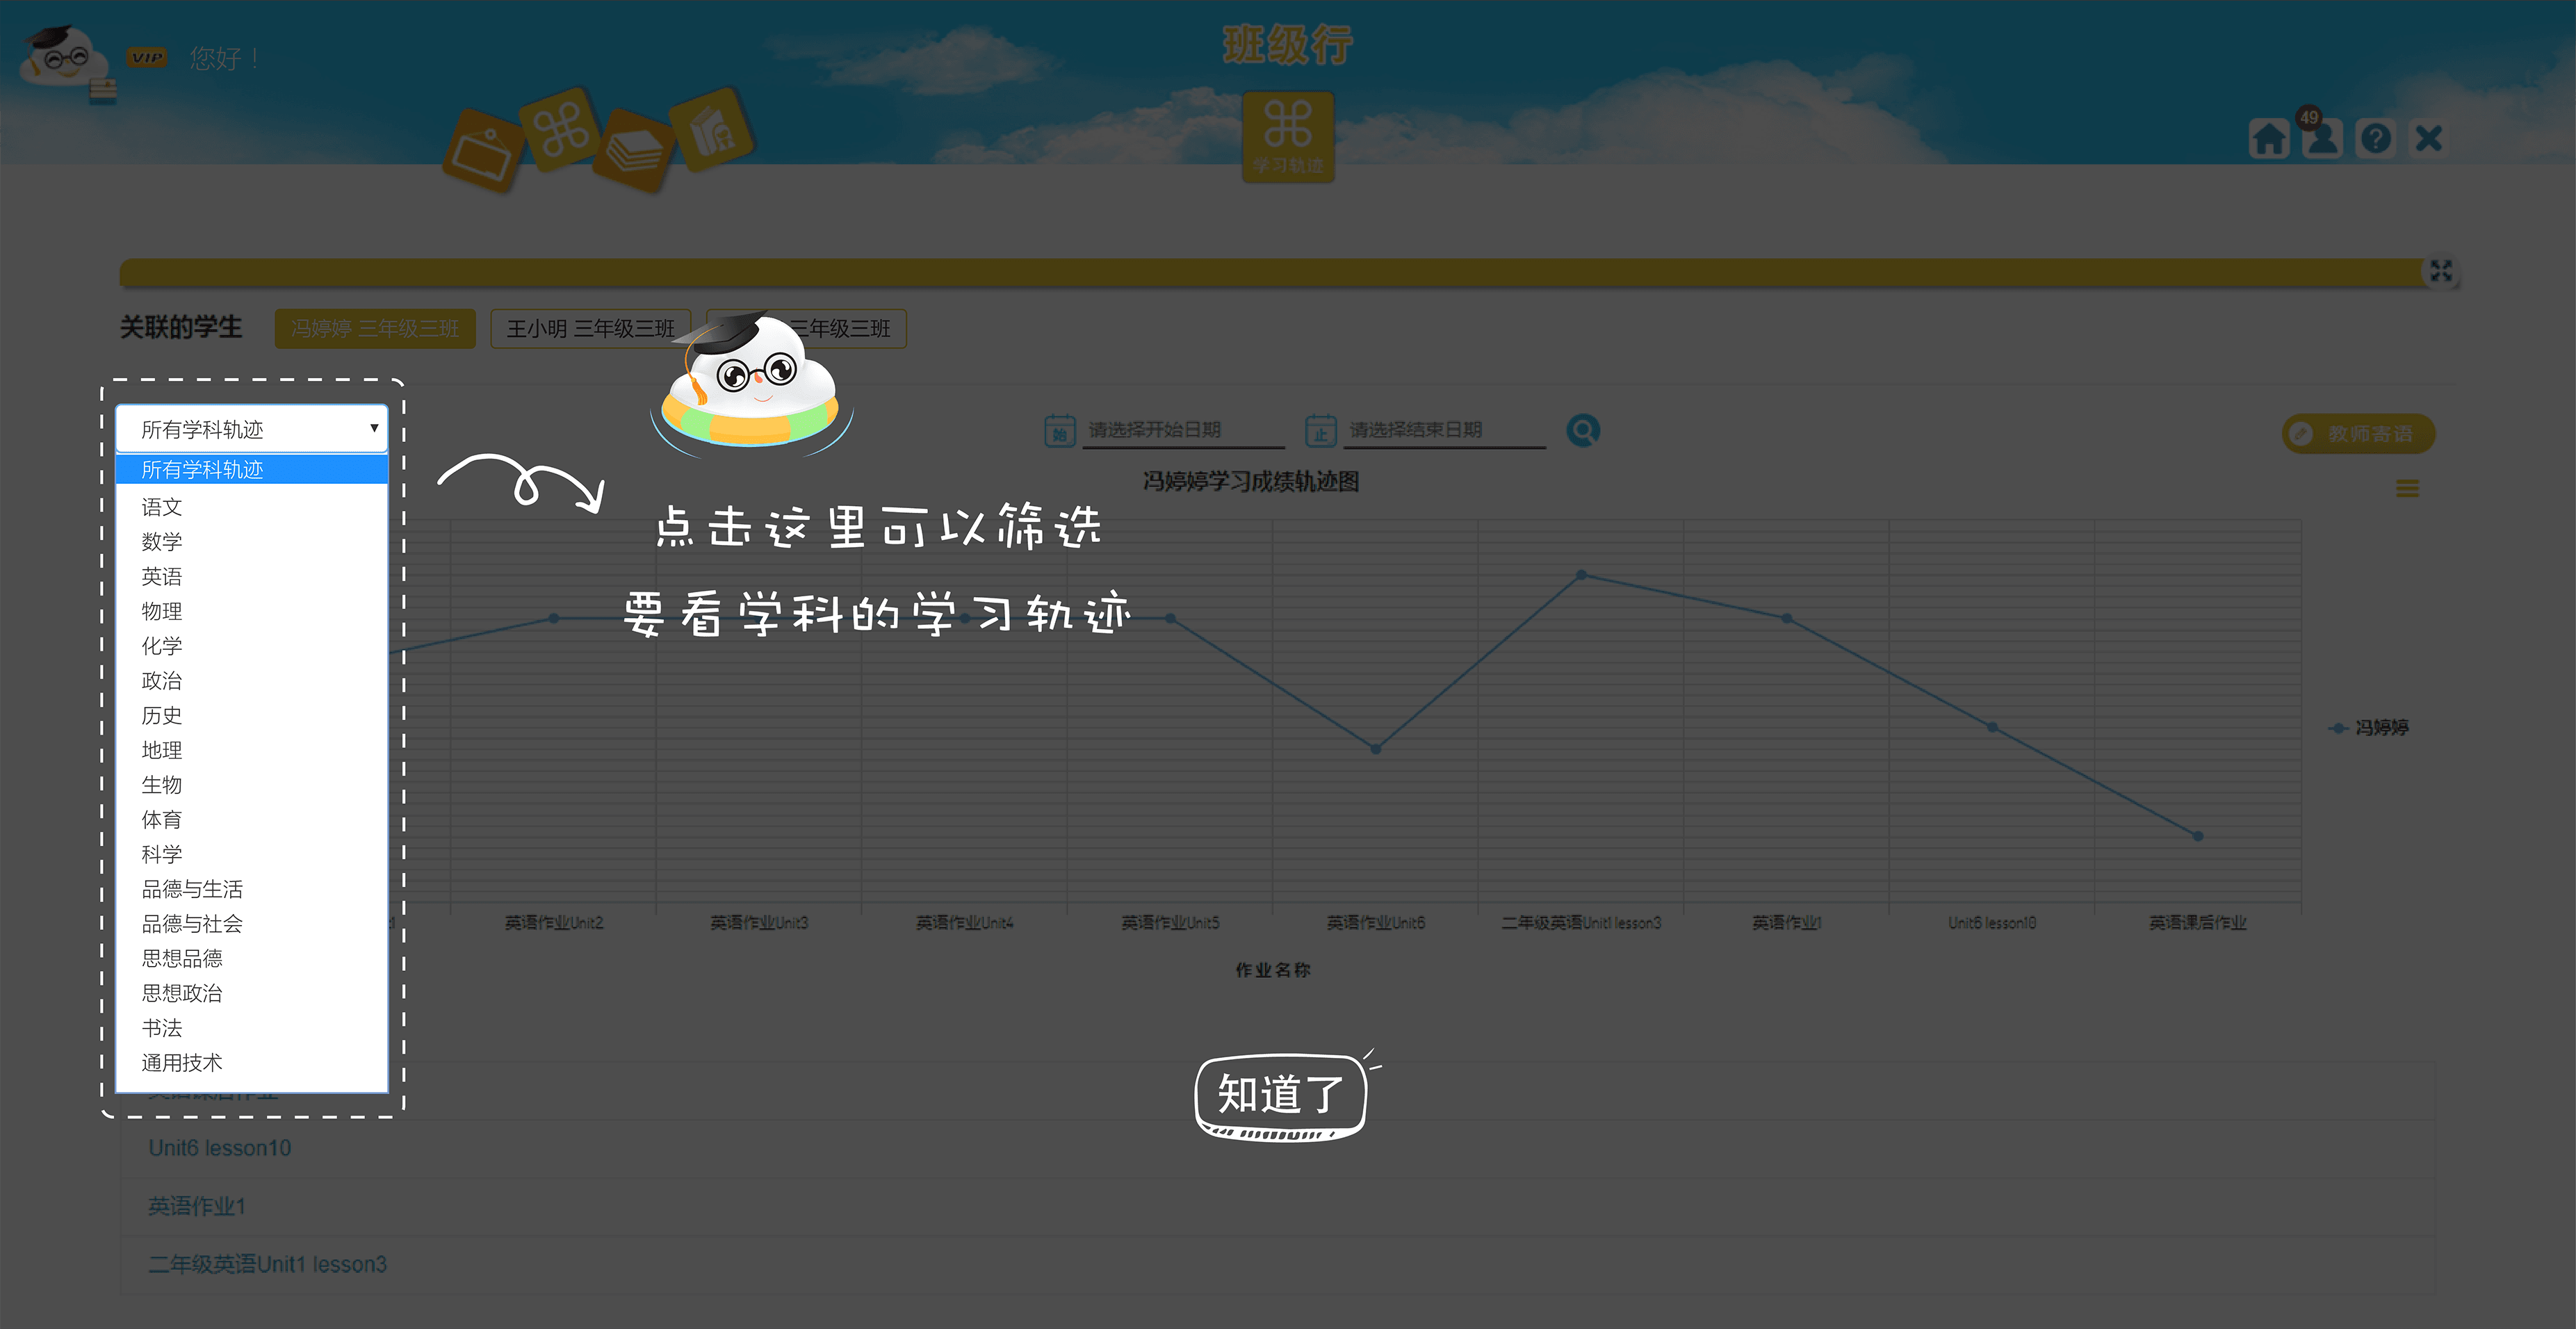 VIP 您好！
班级行
学习轨迹
49
关联的学生 冯婷婷 三年级三班 王小明 三年级三班 三年级三班
所有学科轨迹
始 请选择开始日期 止 请选择结束日期
教师寄语
冯婷婷学习成绩轨迹图
所有学科轨迹
语文
数学
英语
物理
化学
政治
历史
地理
生物
体育
科学
品德与生活
品德与社会
思想品德
思想政治
书法
通用技术
点击这里可以筛选
要看学科的学习轨迹
冯婷婷
英语作业Unit2 英语作业Unit3 英语作业Unit4 英语作业Unit5 英语作业Unit6 二年级英语Unit1 lesson3 英语作业1 Unit6 lesson10 英语课后作业
作业名称
知道了
英语课后作业
Unit6 lesson10
英语作业1
二年级英语Unit1 lesson3